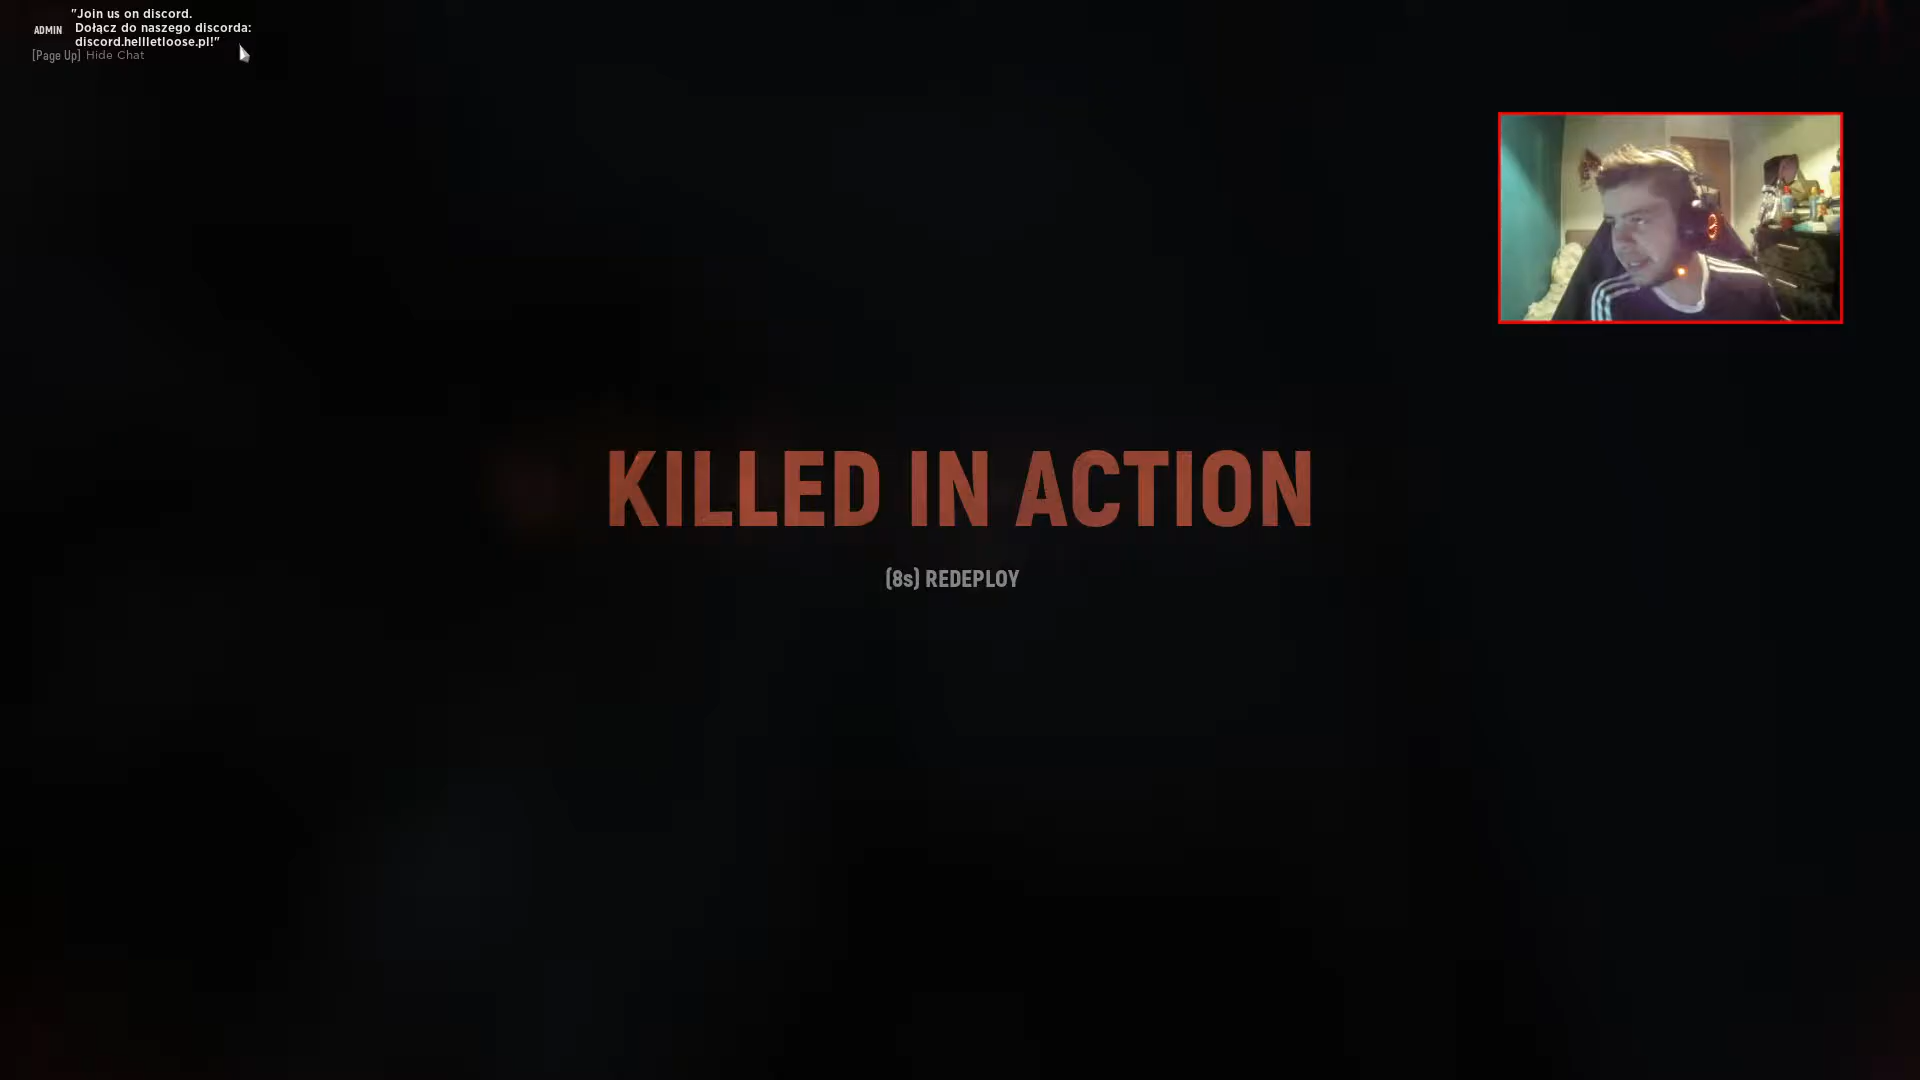 "Join us on discord.
ADMIN Dołącz do naszego discorda:
discord.hellletloose.pl!"
[Page Up] Hide Chat
KILLED IN ACTION
(8s) REDEPLOY